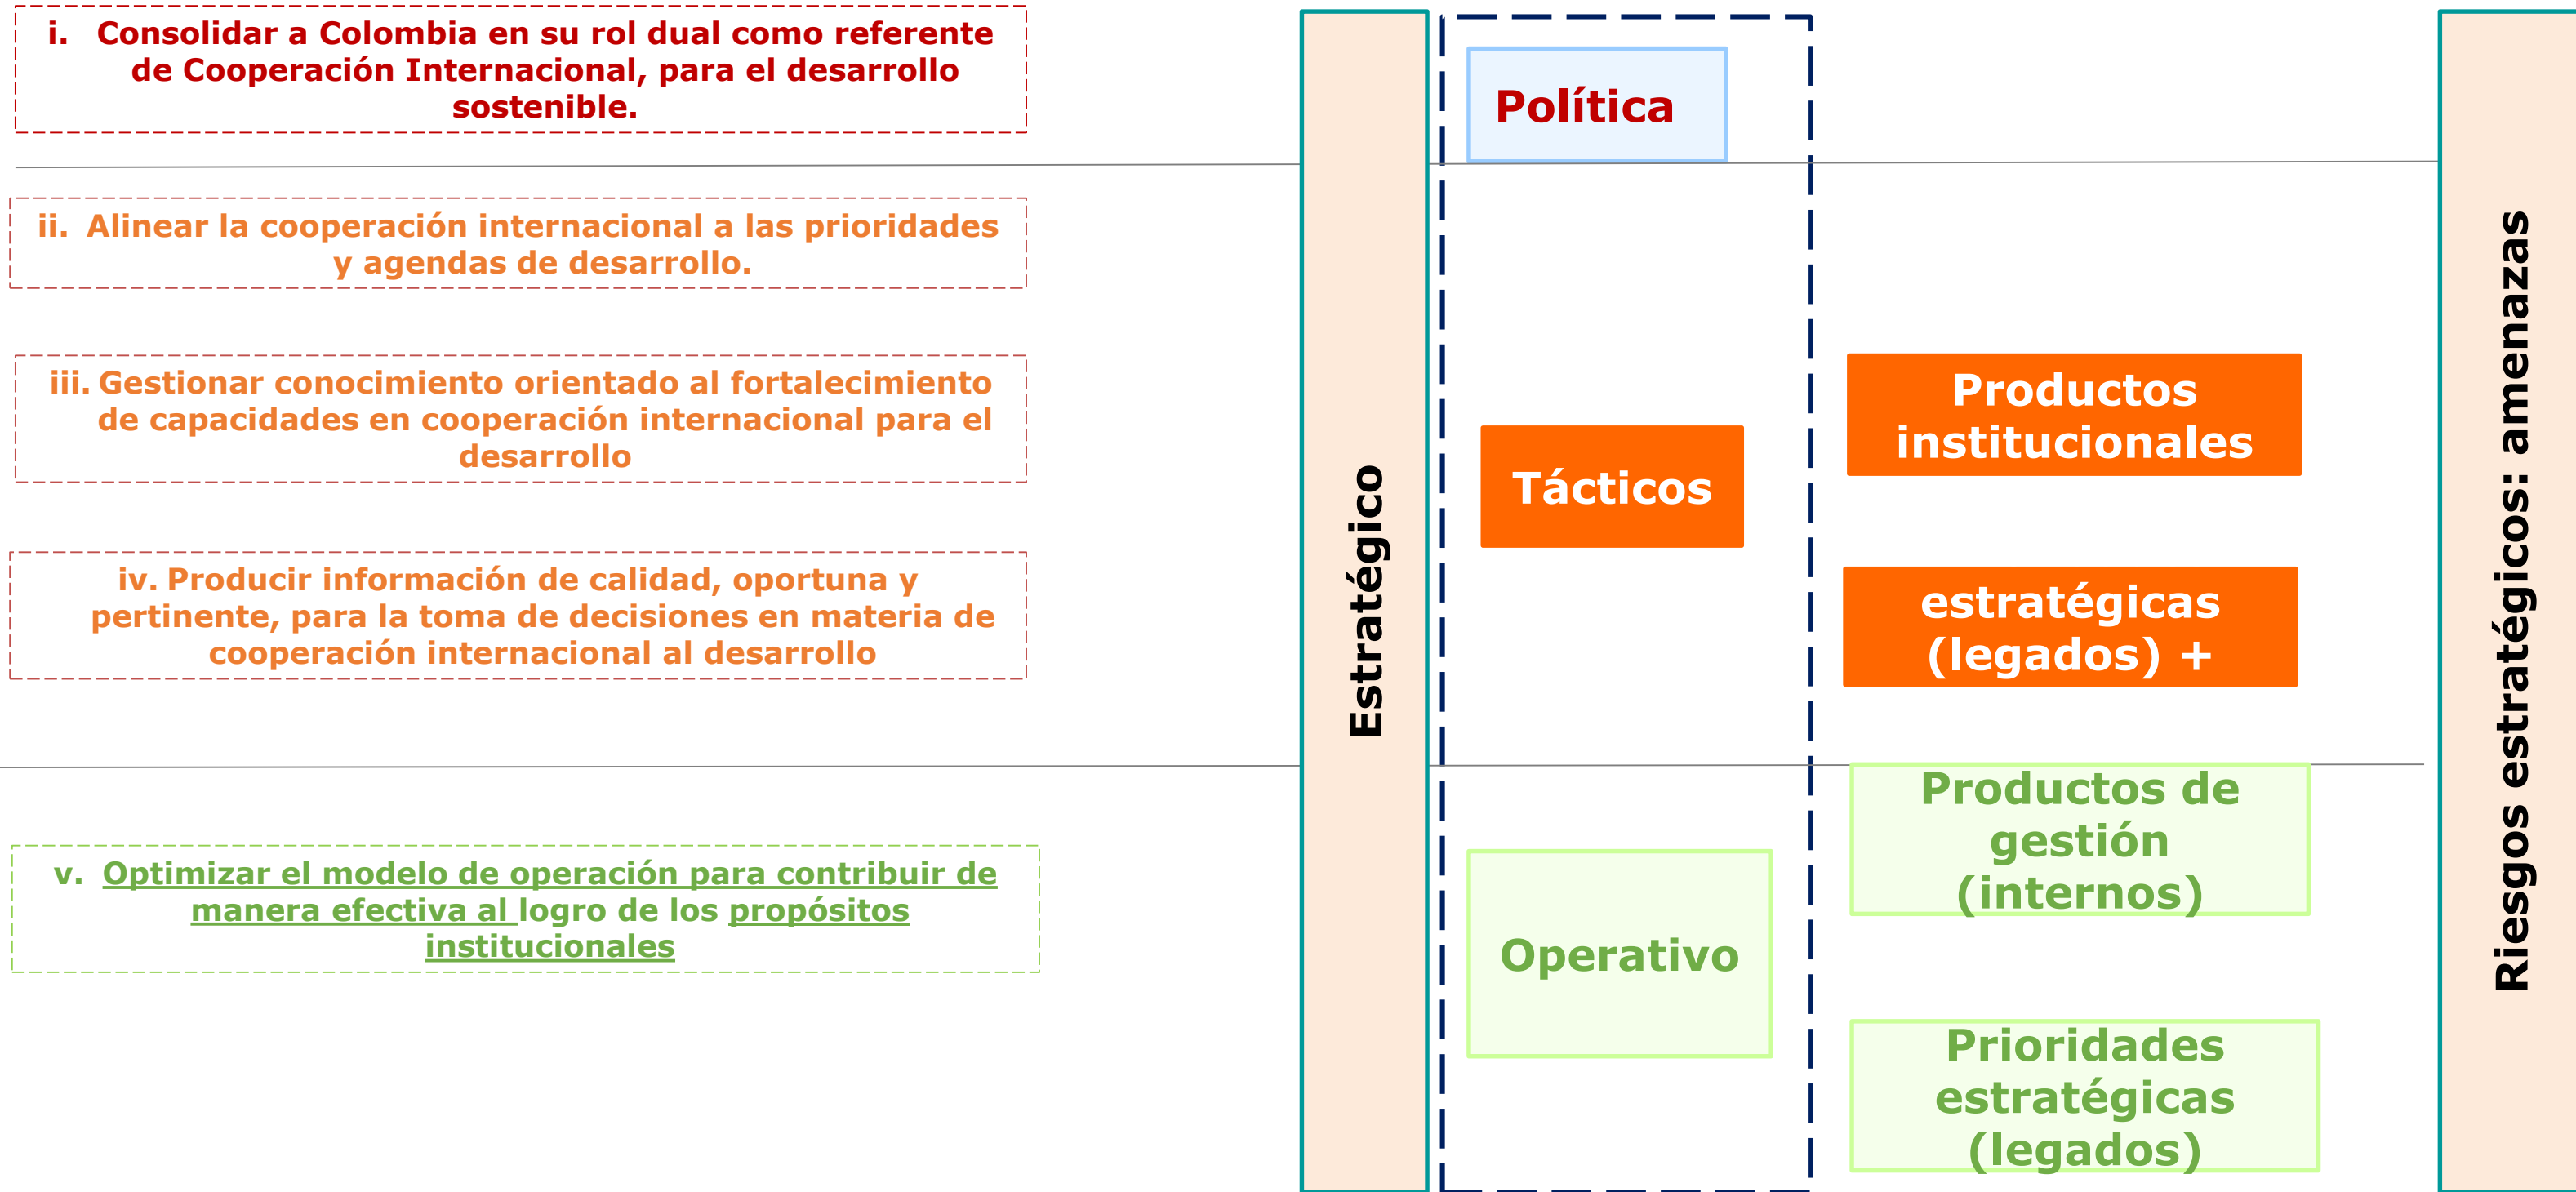 i. Consolidar a Colombia en su rol dual como referente
de Cooperación Internacional, para el desarrollo
sostenible.
ii. Alinear la cooperación internacional a las prioridades
y agendas de desarrollo.
iii. Gestionar conocimiento orientado al fortalecimiento
de capacidades en cooperación internacional para el
desarrollo
iv. Producir información de calidad, oportuna y
pertinente, para la toma de decisiones en materia de
cooperación internacional al desarrollo
v. Optimizar el modelo de operación para contribuir de
manera efectiva al logro de los propósitos
institucionales
Estratégico
Política
Tácticos
Operativo
Productos
institucionales
estratégicas
(legados) +
Productos de
gestión
(internos)
Prioridades
estratégicas
(legados)
Riesgos estratégicos: amenenazas